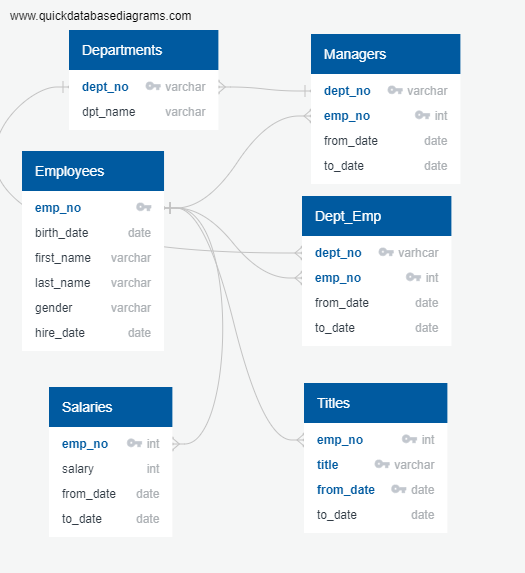 www.quickdatabasediagrams.com
Departments
dept_no varchar
dpt_name varchar
Managers
dept_no varchar
emp_no int
from_date date
to_date date
Employees
emp_no
birth_date date
first_name varchar
last_name varchar
gender varchar
hire_date date
Dept_Emp
dept_no varhcar
emp_no int
from_date date
to_date date
Salaries
emp_no int
salary int
from_date date
to_date date
Titles
emp_no int
title varchar
from_date date
to_date date